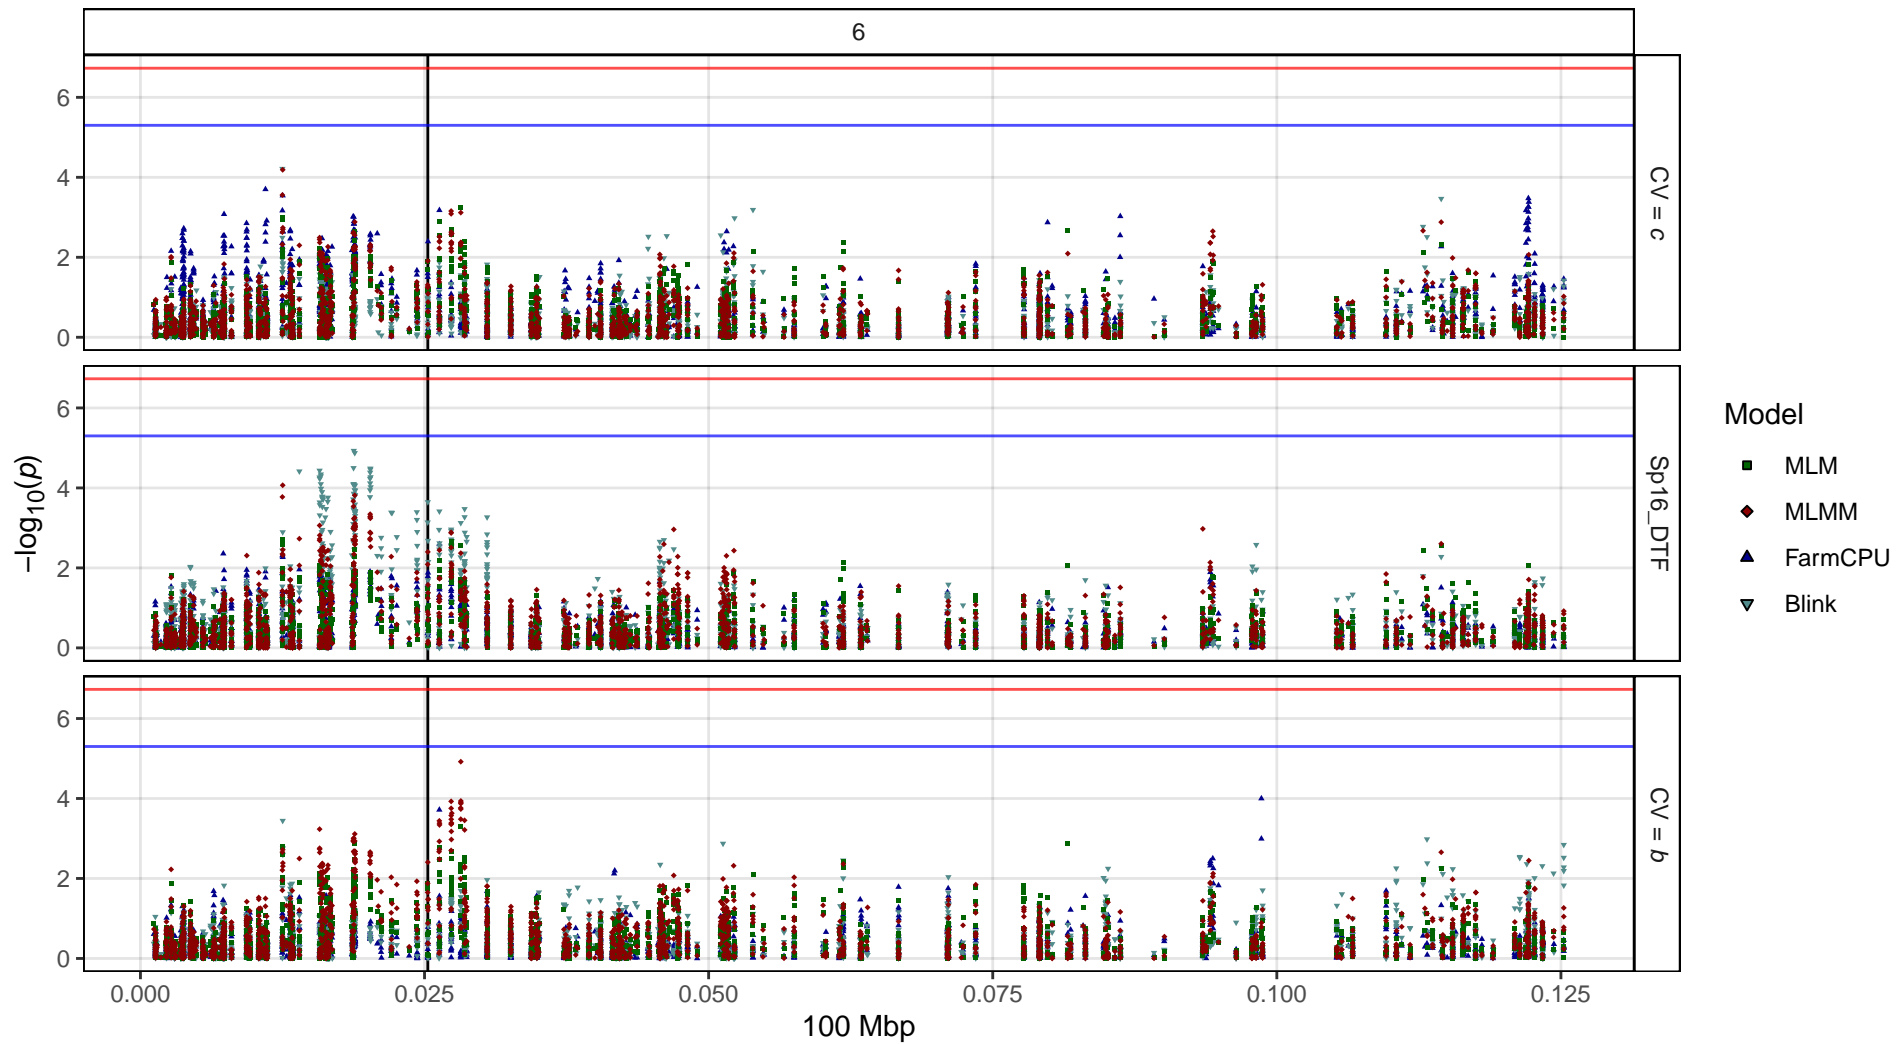 6
6
4
2
0
CV = c
6
4
2
0
Sp16_DTF
6
4
2
0
CV = b
−log10(p)
0.000
0.025
0.050
0.075
0.100
0.125
100 Mbp
Model
MLM
MLMM
FarmCPU
Blink